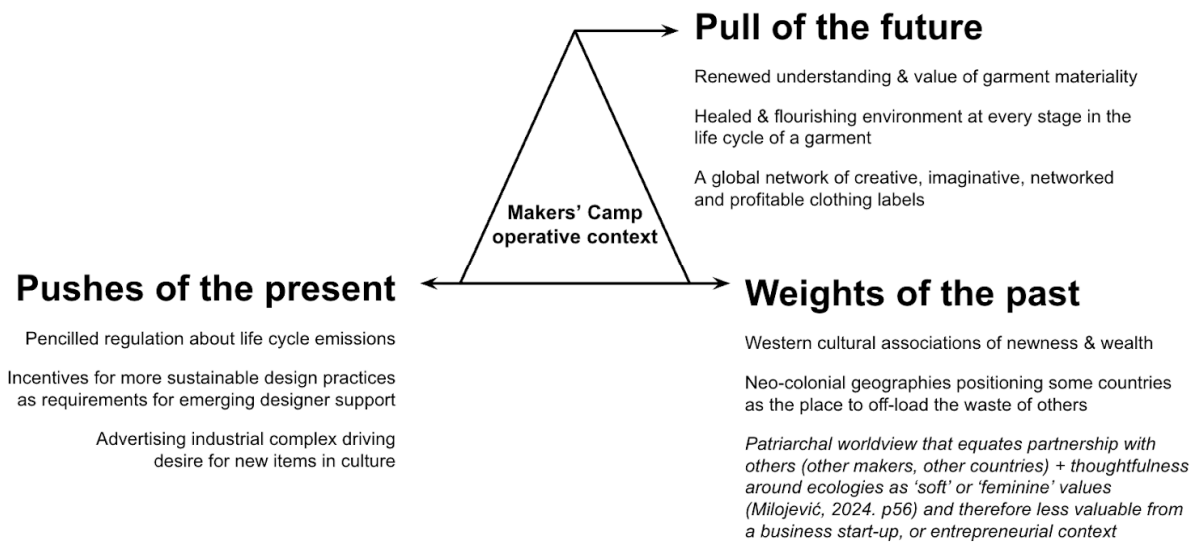 Pull of the future
Renewed understanding & value of garment materiality
Healed & flourishing environment at every stage in the
life cycle of a garment
A global network of creative, imaginative, networked
and profitable clothing labels
Makers’ Camp
operative context
Pushes of the present
Pencilled regulation about life cycle emissions
Incentives for more sustainable design practices
as requirements for emerging designer support
Advertising industrial complex driving
desire for new items in culture
Weights of the past
Western cultural associations of newness & wealth
Neo-colonial geographies positioning some countries
as the place to off-load the waste of others
Patriarchal worldview that equates partnership with
others (other makers, other countries) + thoughtfulness
around ecologies as ‘soft’ or ‘feminine’ values
(Milojević, 2024. p56) and therefore less valuable from
a business start-up, or entrepreneurial context